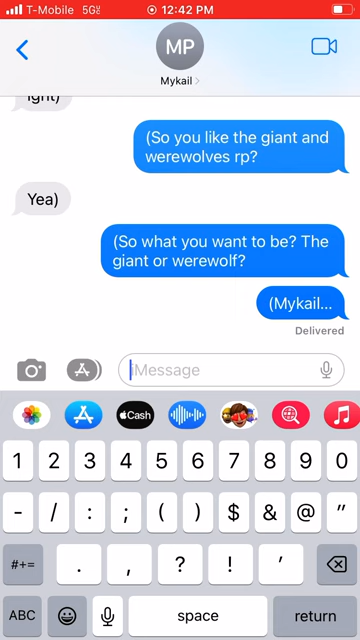 T-Mobile 5G 12:42 PM
MP
Mykail
ight)
(So you like the giant and
werewolves rp?
Yea)
(So what you want to be? The
giant or werewolf?
(Mykail...
Delivered
iMessage
Cash
1 2 3 4 5 6 7 8 9 0
- / : ; ( ) $ & @ "
#+= . , ? ! '
ABC space return